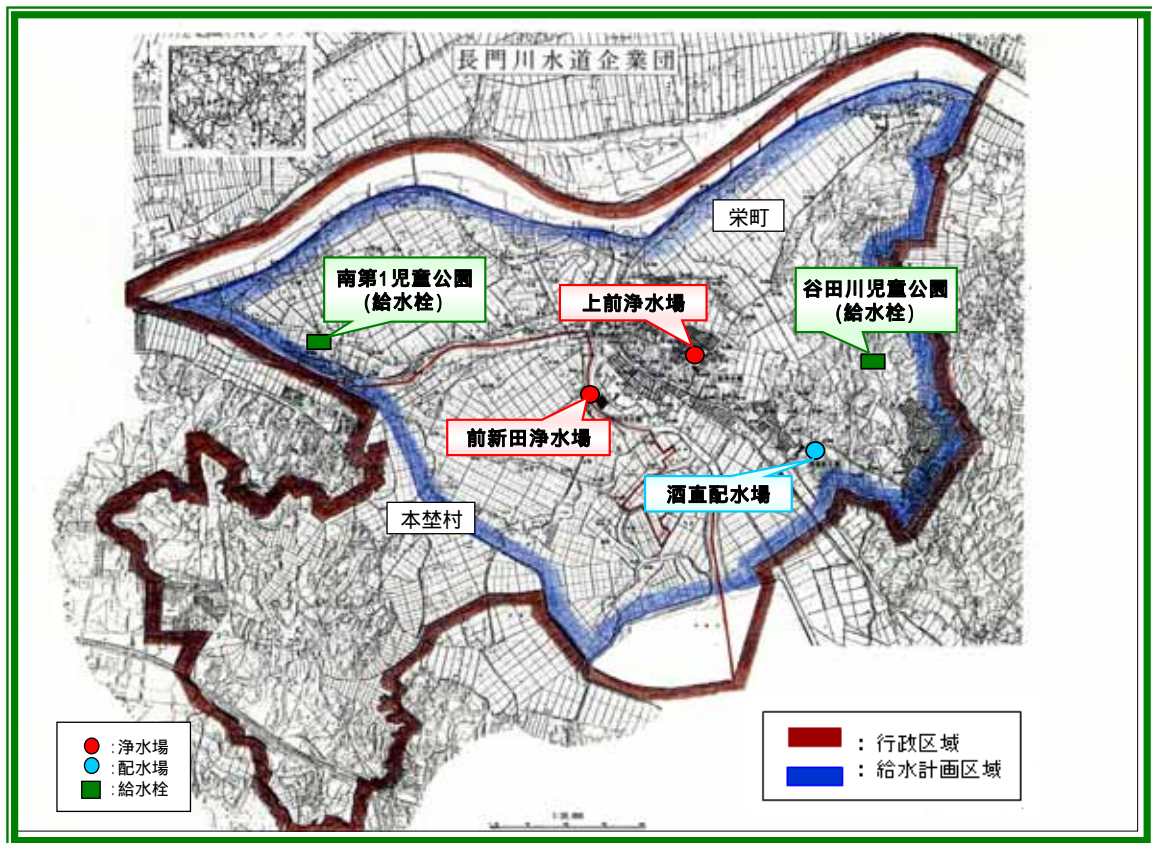 長門川水道企業団
栄町
南第1児童公園
(給水栓)
上前浄水場
谷田川児童公園
(給水栓)
前新田浄水場
酒直配水場
本埜村
:浄水場
:配水場
:給水栓
: 行政区域
: 給水計画区域